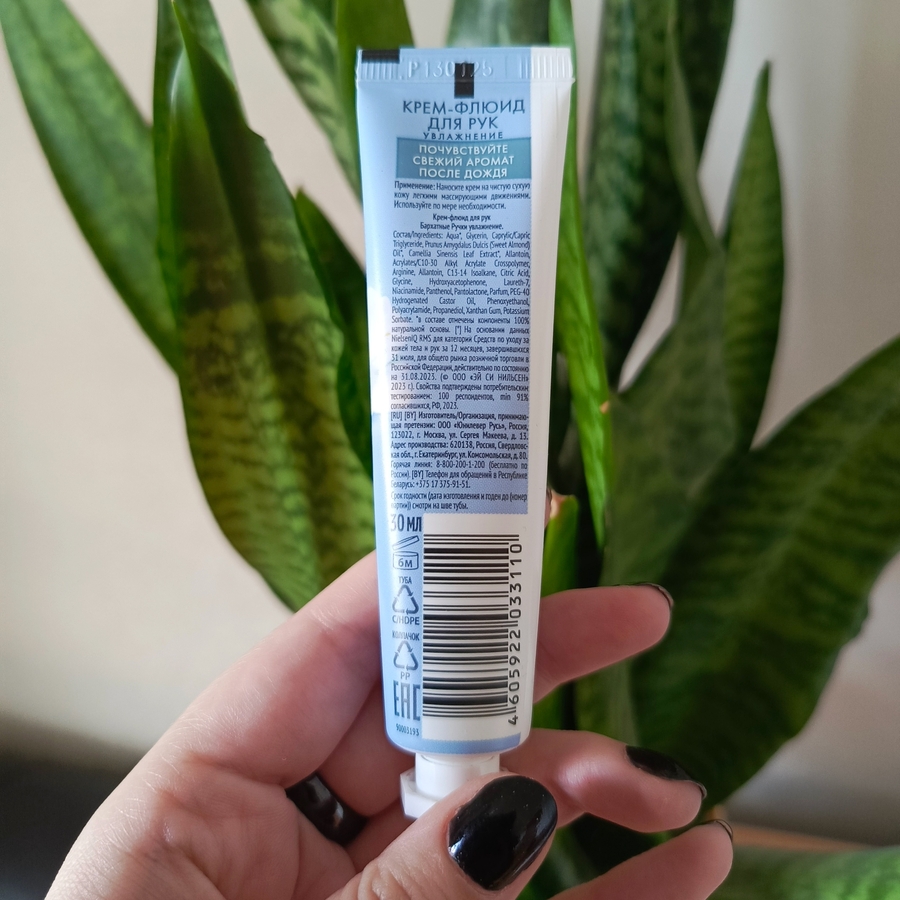 P130125
КРЕМ-ФЛЮИД
ДЛЯ РУК
УВЛАЖНЕНИЕ
ПОЧУВСТВУЙТЕ
СВЕЖИЙ АРОМАТ
ПОСЛЕ ДОЖДЯ
Применение: Наносите крем на чистую сухую
кожу легкими массирующими движениями.
Используйте по мере необходимости.
Крем-флюид для рук
Бархатные Ручки увлажнение.
Состав/Ingredients: Aqua*, Glycerin, Caprylic/Capric
Triglyceride, Prunus Amygdalus Dulcis (Sweet Almond)
Oil*, Camellia Sinensis Leaf Extract*, Allantoin,
Acrylates/C10-30 Alkyl Acrylate Crosspolymer,
Arginine, Allantoin, C13-14 Isoalkane, Citric Acid,
Glycine, Hydroxyacetophenone, Laureth-7,
Niacinamide, Panthenol, Pantolactone, Parfum, PEG-40
Hydrogenated Castor Oil, Phenoxyethanol,
Polyacrylamide, Propanediol, Xanthan Gum, Potassium
Sorbate. *в составе отмечены компоненты 100%
натуральной основы. [*] На основании данных
NielsenIQ RMS для категории Средств по уходу за
кожей тела и рук за 12 месяцев, завершившихся
31 июля, для общего рынка розничной торговли в
Российской Федерации, действительно по состоянию
на 31.08.2023. (© ООО «ЭЙ СИ НИЛЬСЕН»
2023 г.). Свойства подтверждены потребительским
тестированием: 100 респондентов, min 91%
согласившихся, РФ, 2023.
[RU] [BY] Изготовитель/Организация, принимаю-
щая претензии: ООО «Юнилевер Русь», Россия,
123022, г. Москва, ул. Сергея Макеева, д. 13.
Адрес производства: 620138, Россия, Свердловс-
кая обл., г. Екатеринбург, ул. Комсомольская, д. 80.
Горячая линия: 8-800-200-1-200 (бесплатно по
России). [BY] Телефон для обращений в Республике
Беларусь: +375 17 375-91-51.
Срок годности (дата изготовления и годен до (номер
партии)) смотри на шве тубы.
30 МЛ
6М
ТУБА
C/HDPE
КОЛПАЧОК
PP
EAC
90005193
4 605922 033110